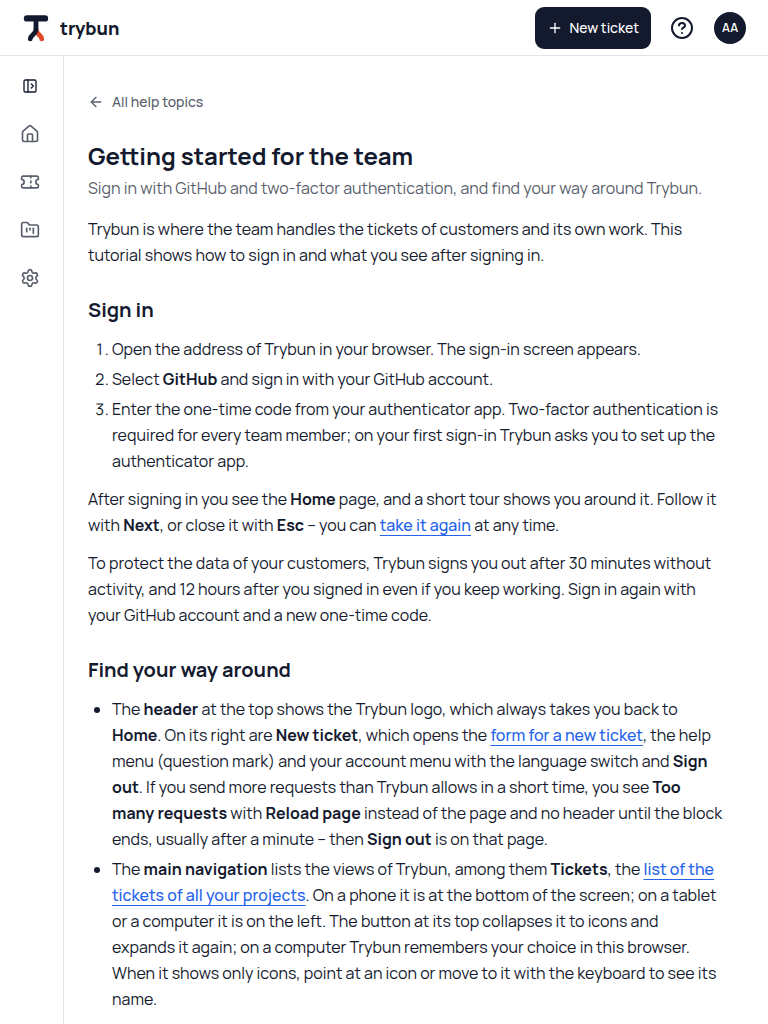 trybun
New ticket
AA
All help topics
Getting started for the team
Sign in with GitHub and two-factor authentication, and find your way around Trybun.
Trybun is where the team handles the tickets of customers and its own work. This
tutorial shows how to sign in and what you see after signing in.
Sign in
1. Open the address of Trybun in your browser. The sign-in screen appears.
2. Select GitHub and sign in with your GitHub account.
3. Enter the one-time code from your authenticator app. Two-factor authentication is
required for every team member; on your first sign-in Trybun asks you to set up the
authenticator app.
After signing in you see the Home page, and a short tour shows you around it. Follow it
with Next, or close it with Esc – you can take it again at any time.
To protect the data of your customers, Trybun signs you out after 30 minutes without
activity, and 12 hours after you signed in even if you keep working. Sign in again with
your GitHub account and a new one-time code.
Find your way around
• The header at the top shows the Trybun logo, which always takes you back to
Home. On its right are New ticket, which opens the form for a new ticket, the help
menu (question mark) and your account menu with the language switch and Sign
out. If you send more requests than Trybun allows in a short time, you see Too
many requests with Reload page instead of the page and no header until the block
ends, usually after a minute – then Sign out is on that page.
• The main navigation lists the views of Trybun, among them Tickets, the list of the
tickets of all your projects. On a phone it is at the bottom of the screen; on a tablet
or a computer it is on the left. The button at its top collapses it to icons and
expands it again; on a computer Trybun remembers your choice in this browser.
When it shows only icons, point at an icon or move to it with the keyboard to see its
name.